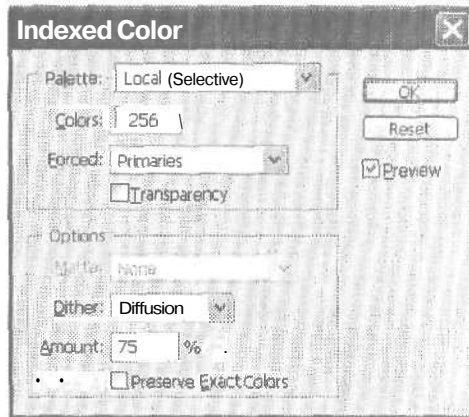 Indexed Color
Palette: Local (Selective)
OK
Colors: 256
Reset
Forced: Primaries
Preview
Transparency
Options
Matte: None
Dither: Diffusion
Amount: 75 %
Preserve Exact Colors